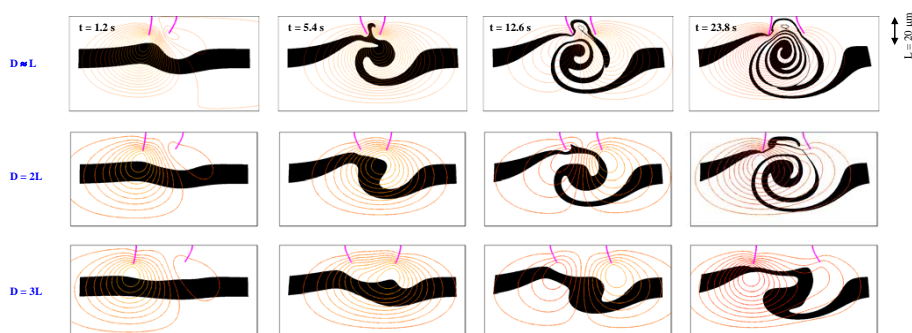 t = 1.2 s
t = 5.4 s
t = 12.6 s
t = 23.8 s
L = 20 μm
D ≈ L
D = 2L
D = 3L